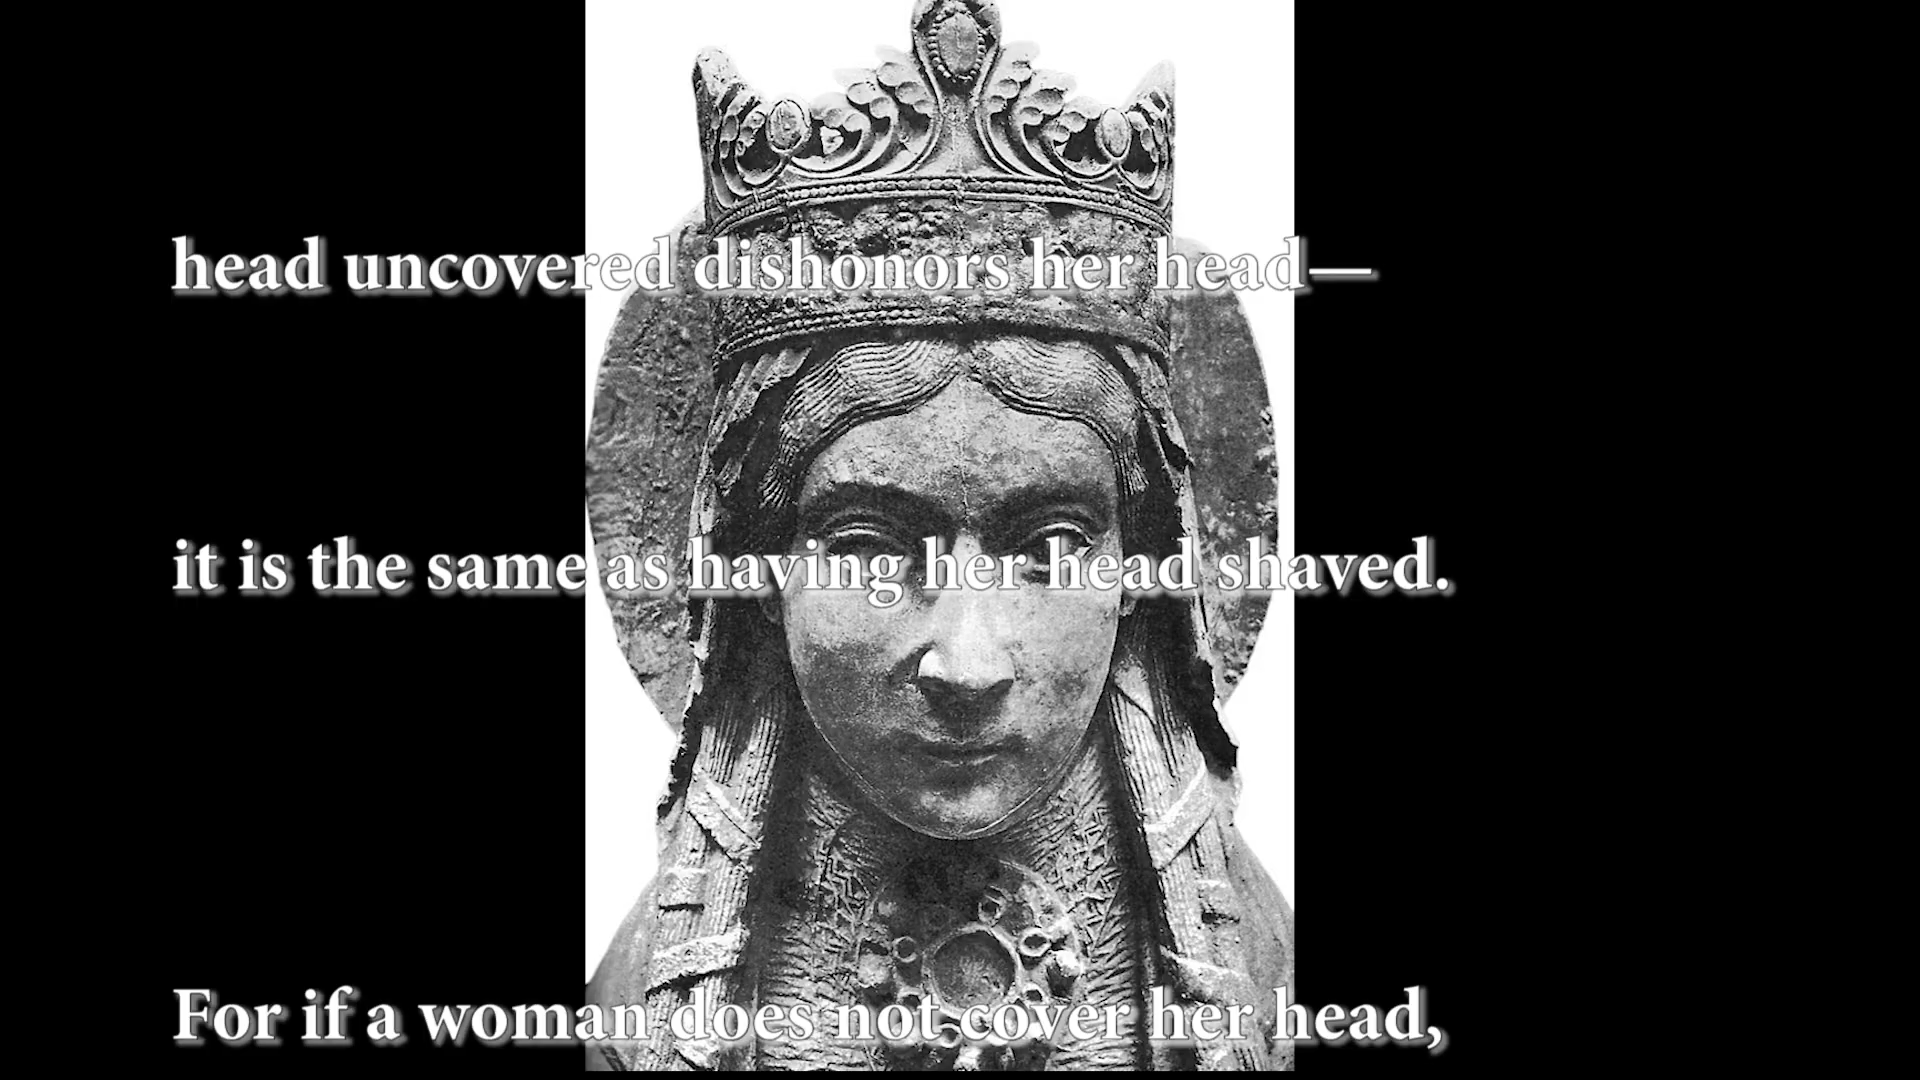 head uncovered dishonors her head—
it is the same as having her head shaved.
For if a woman does not cover her head,